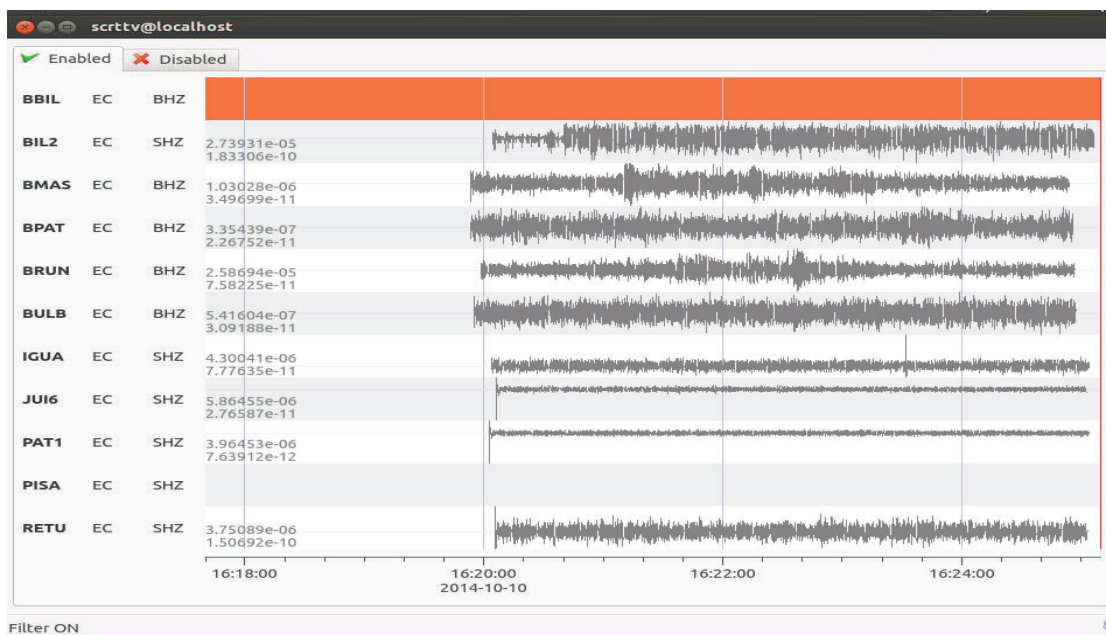 scrttv@localhost
Enabled Disabled
BBIL EC BHZ
BIL2 EC SHZ 2.73931e-05
1.83306e-10
BMAS EC BHZ 1.03028e-06
3.49699e-11
BPAT EC BHZ 3.35439e-07
2.26752e-11
BRUN EC BHZ 2.58694e-05
7.58225e-11
BULB EC BHZ 5.41604e-07
3.09188e-11
IGUA EC SHZ 4.30041e-06
7.77635e-11
JUI6 EC SHZ 5.86455e-06
2.76587e-11
PAT1 EC SHZ 3.96453e-06
7.63912e-12
PISA EC SHZ
RETU EC SHZ 3.75089e-06
1.50692e-10
16:18:00 16:20:00 16:22:00 16:24:00
2014-10-10
Filter ON